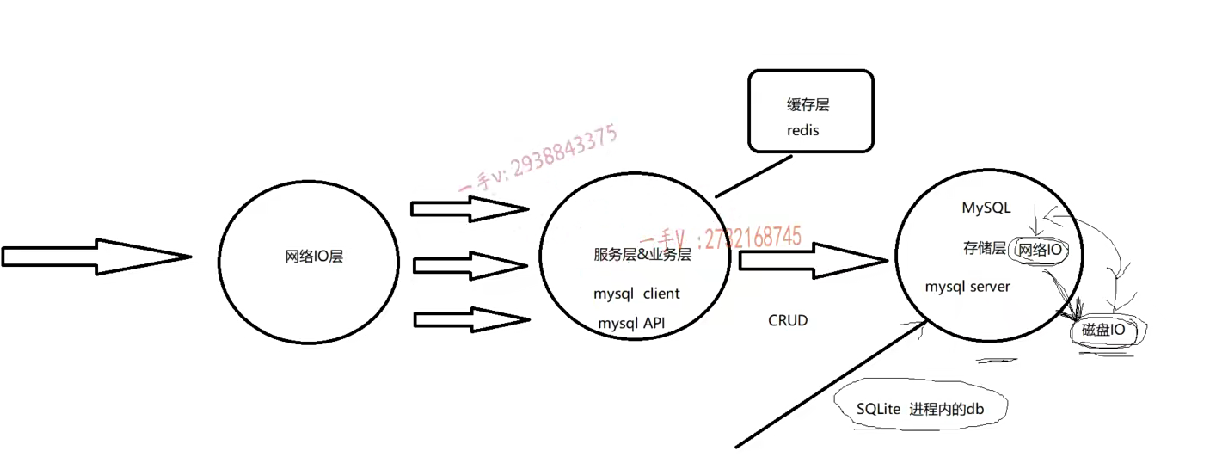 缓存层
redis
一手v: 2938843375
网络IO层
一手V :2732168745
服务层&业务层
mysql client
mysql API
CRUD
MySQL
存储层
网络IO
mysql server
磁盘IO
SQLite 进程内的db